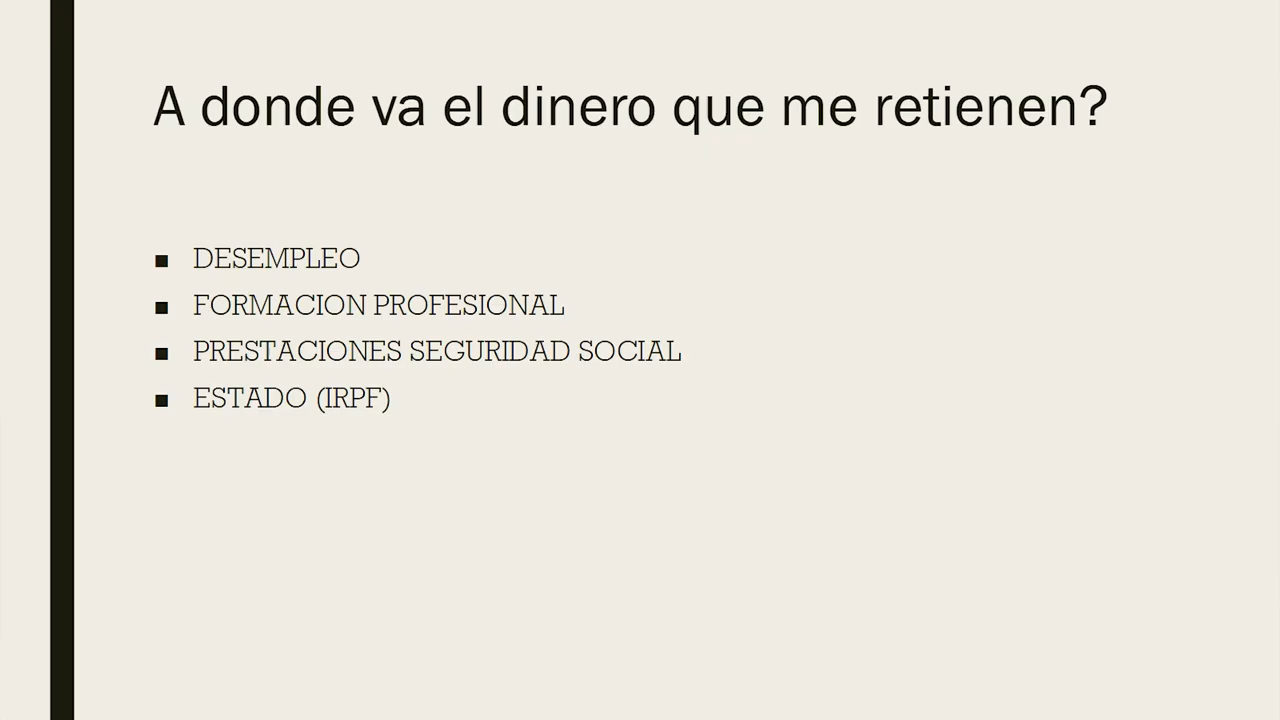 A donde va el dinero que me retienen?
■ DESEMPLEO
■ FORMACION PROFESIONAL
■ PRESTACIONES SEGURIDAD SOCIAL
■ ESTADO (IRPF)